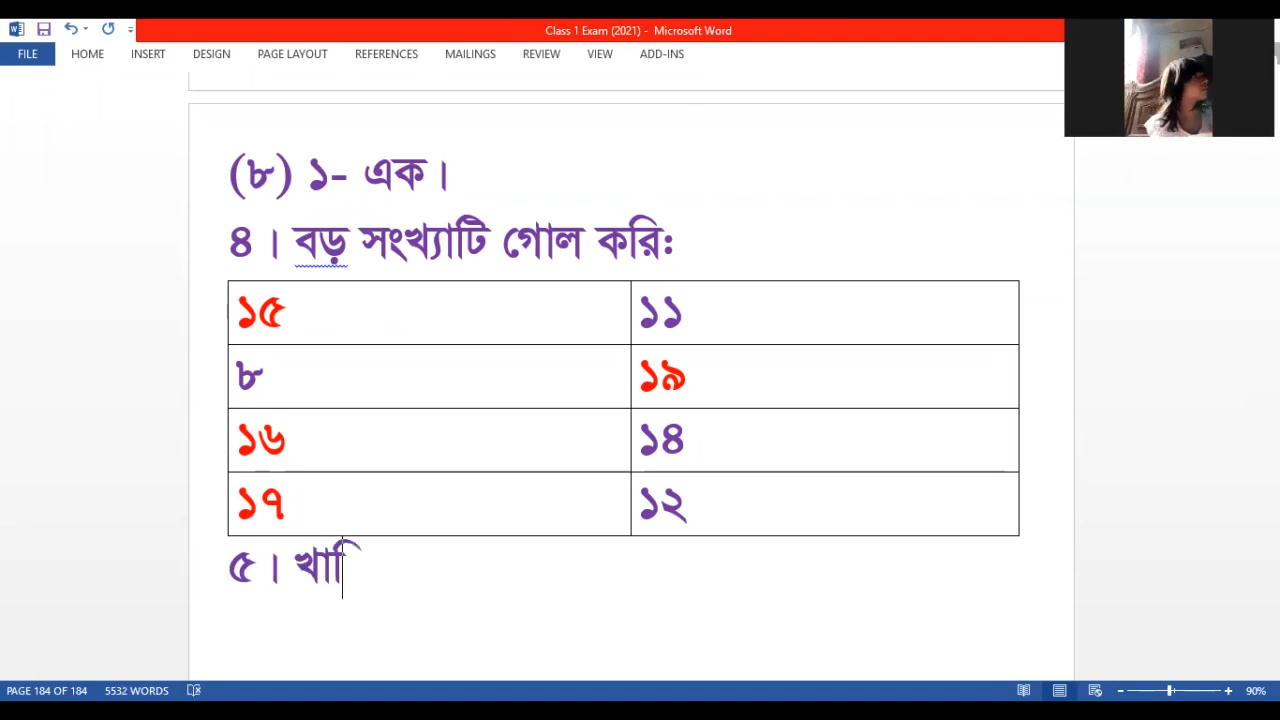 Class 1 Exam (2021) - Microsoft Word
FILE HOME INSERT DESIGN PAGE LAYOUT REFERENCES MAILINGS REVIEW VIEW ADD-INS
(৮) ১- এক।
৪। বড় সংখ্যাটি গোল করি:
১৫ ১১
৮ ১৯
১৬ ১৪
১৭ ১২
৫। খাি
PAGE 184 OF 184 5532 WORDS 90%